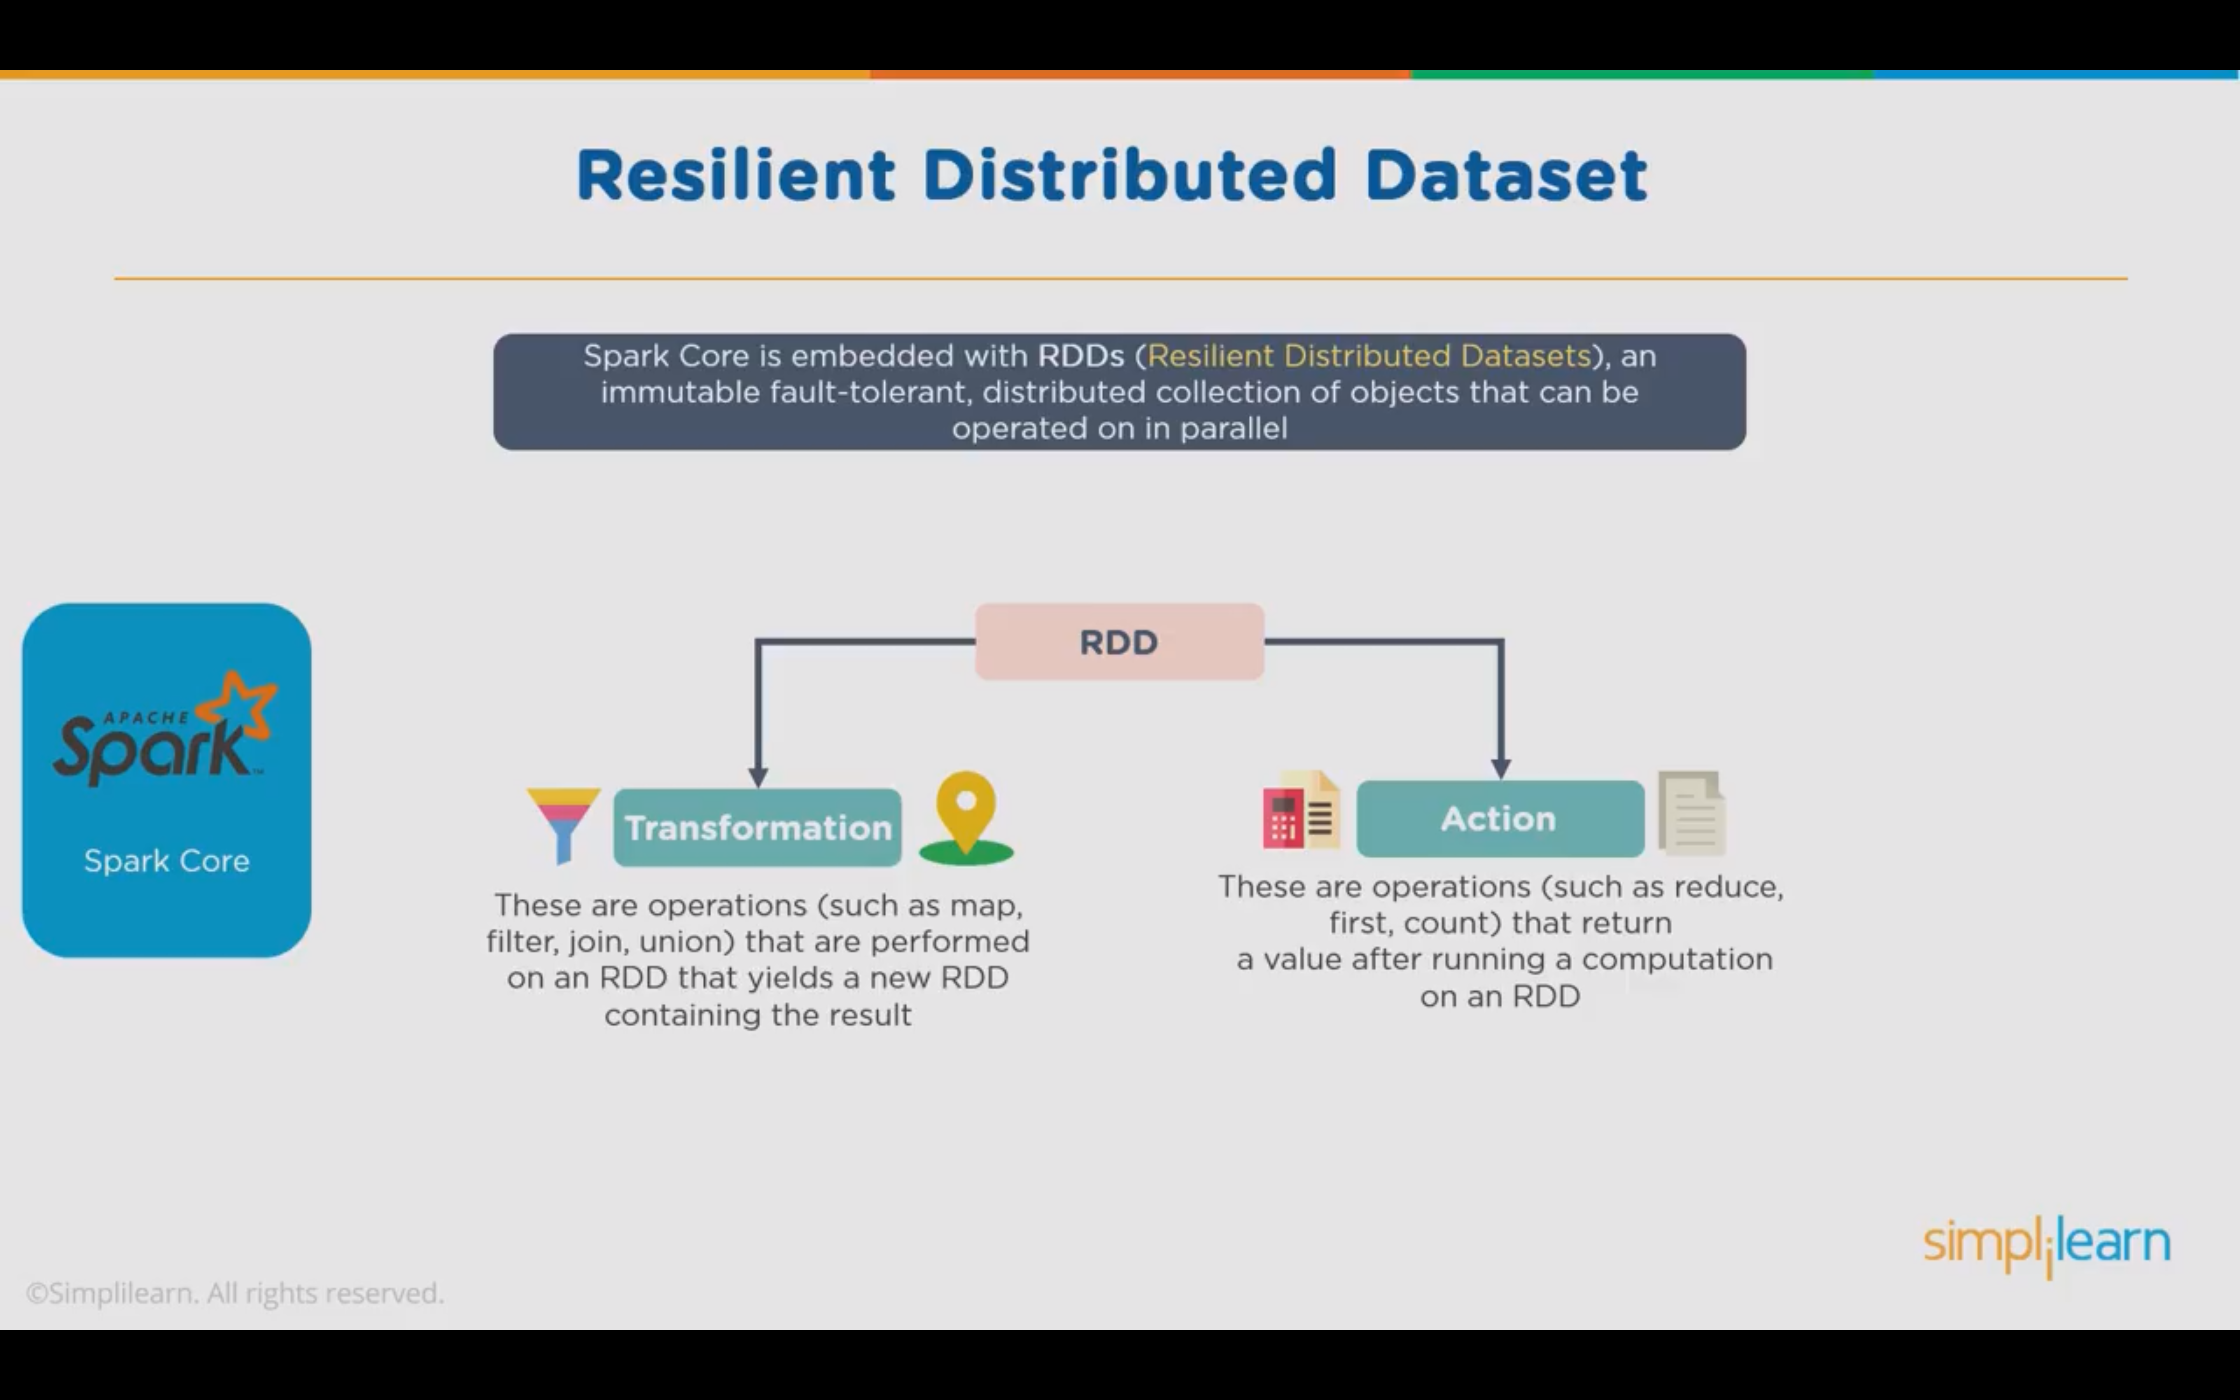 Resilient Distributed Dataset
Spark Core is embedded with RDDs (Resilient Distributed Datasets), an
immutable fault-tolerant, distributed collection of objects that can be
operated on in parallel
RDD
APACHE
Spark™
Spark Core
Transformation
These are operations (such as map,
filter, join, union) that are performed
on an RDD that yields a new RDD
containing the result
Action
These are operations (such as reduce,
first, count) that return
a value after running a computation
on an RDD
simplilearn
©Simplilearn. All rights reserved.